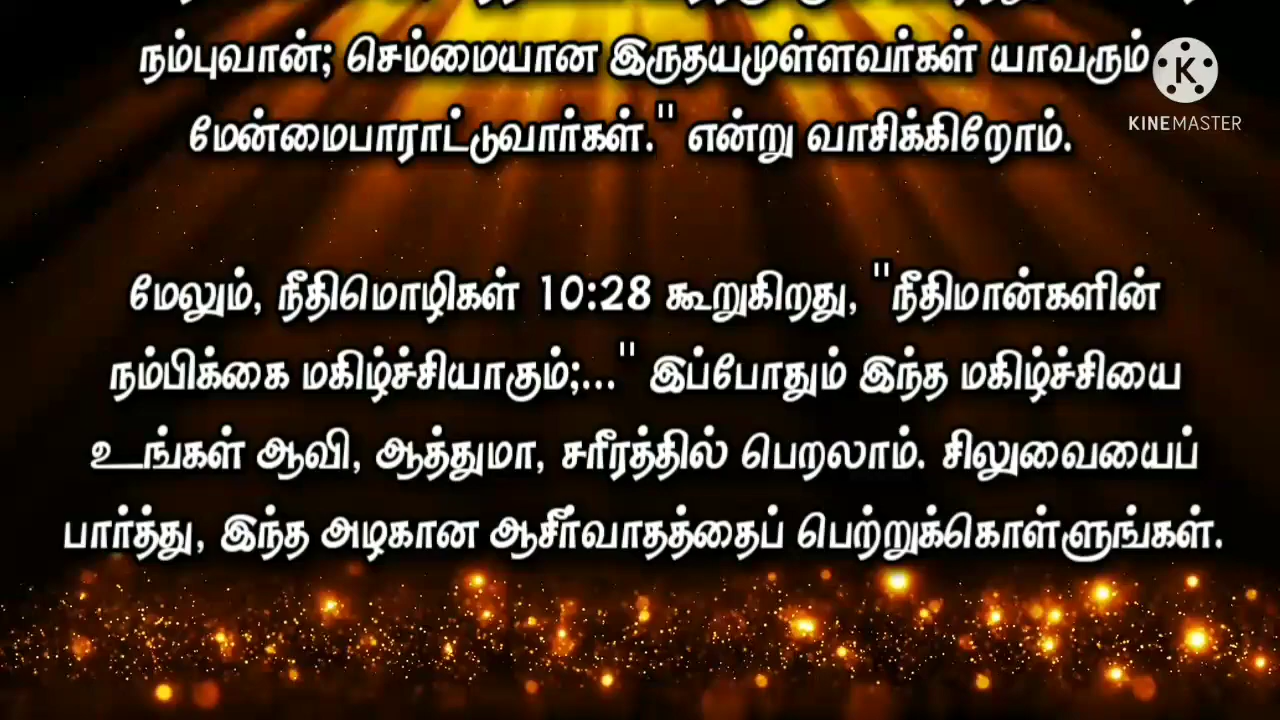 நம்புவான்; செம்மையான இருதயமுள்ளவர்கள் யாவரும்
மேன்மைபாராட்டுவார்கள்." என்று வாசிக்கிறோம்.
KINEMASTER
மேலும், நீதிமொழிகள் 10:28 கூறுகிறது, "நீதிமான்களின்
நம்பிக்கை மகிழ்ச்சியாகும்;..." இப்போதும் இந்த மகிழ்ச்சியை
உங்கள் ஆவி, ஆத்துமா, சரீரத்தில் பெறலாம். சிலுவையைப்
பார்த்து, இந்த அழகான ஆசீர்வாதத்தைப் பெற்றுக்கொள்ளுங்கள்.